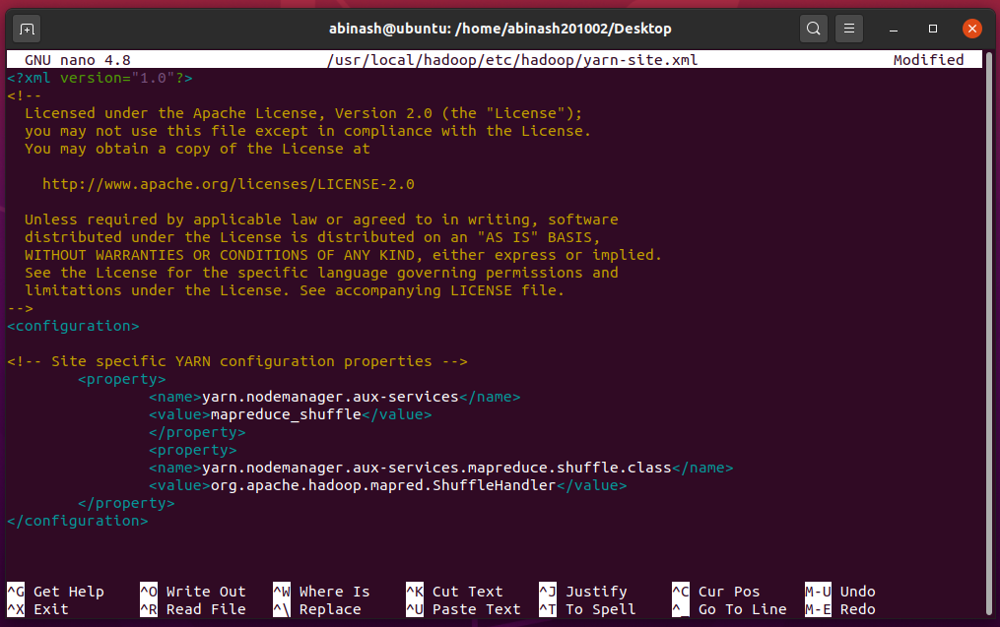 abinash@ubuntu: /home/abinash201002/Desktop
GNU nano 4.8 /usr/local/hadoop/etc/hadoop/yarn-site.xml Modified
<?xml version="1.0"?>
<!--
Licensed under the Apache License, Version 2.0 (the "License");
you may not use this file except in compliance with the License.
You may obtain a copy of the License at
http://www.apache.org/licenses/LICENSE-2.0
Unless required by applicable law or agreed to in writing, software
distributed under the License is distributed on an "AS IS" BASIS,
WITHOUT WARRANTIES OR CONDITIONS OF ANY KIND, either express or implied.
See the License for the specific language governing permissions and
limitations under the License. See accompanying LICENSE file.
-->
<configuration>
<!-- Site specific YARN configuration properties -->
<property>
<name>yarn.nodemanager.aux-services</name>
<value>mapreduce_shuffle</value>
</property>
<property>
<name>yarn.nodemanager.aux-services.mapreduce.shuffle.class</name>
<value>org.apache.hadoop.mapred.ShuffleHandler</value>
</property>
</configuration>
^G Get Help ^O Write Out ^W Where Is ^K Cut Text ^J Justify ^C Cur Pos M-U Undo
^X Exit ^R Read File ^\ Replace ^U Paste Text ^T To Spell ^_ Go To Line M-E Redo